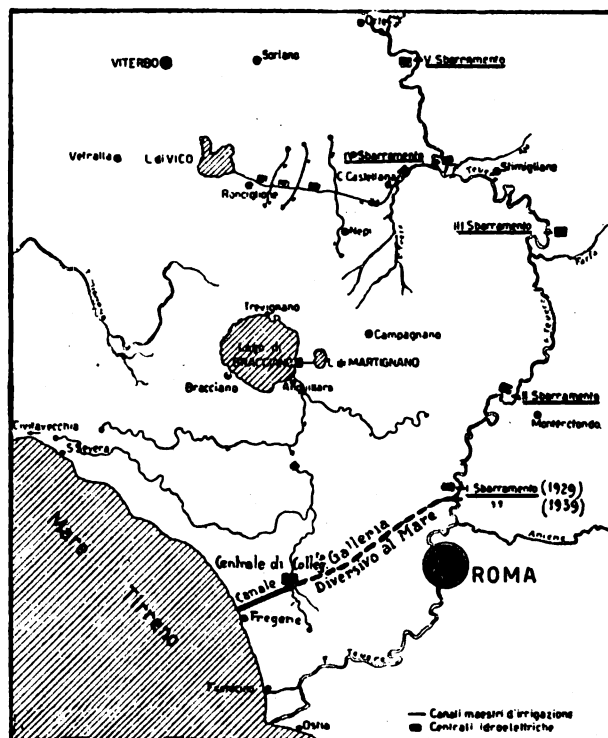 Orte
VITERBO
Soriano
V Sbarramento
Vetralla
L. di VICO
IV° Sbarramento
C. Castellana
Stimigliano
Ronciglione
Nepi
III Sbarramento
Farfa
Trevignano
Campagnano
Lago di
BRACCIANO
L. di MARTIGNANO
Bracciano
Anguillara
II Sbarramento
Monterotondo
Civitavecchia
S. Severa
I Sbarramento (1929)
" (1939)
Aniene
Galleria
Centrale di
Diversivo al Mare
Canale
ROMA
Mare
Tirreno
Fregene
Tevere
Fiumicino
Ostia
Canali maestri d'irrigazione
Centrali idroelettriche